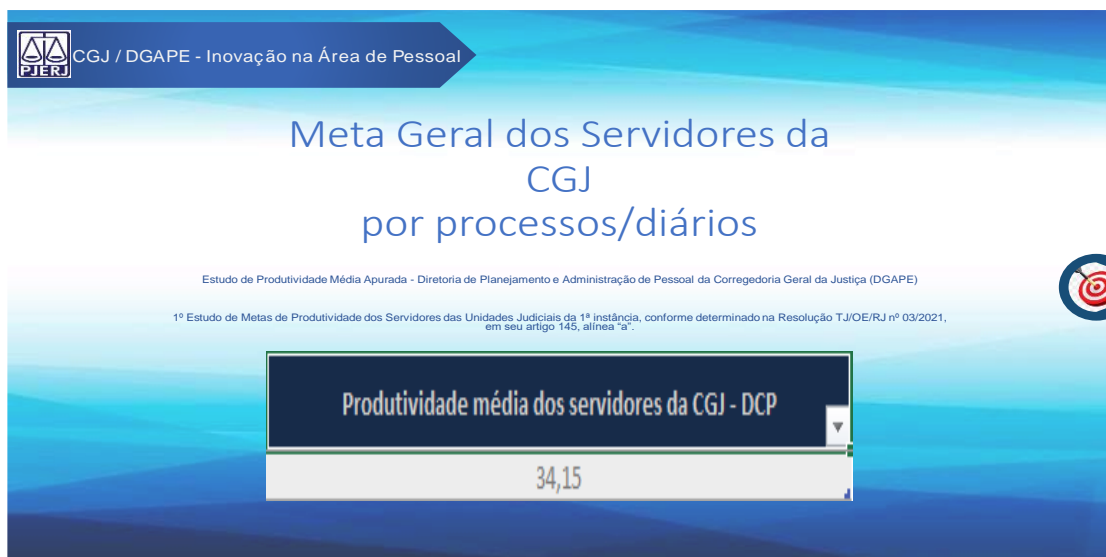 PJERJ
CGJ / DGAPE - Inovação na Área de Pessoal
Meta Geral dos Servidores da
CGJ
por processos/diários
Estudo de Produtividade Média Apurada - Diretoria de Planejamento e Administração de Pessoal da Corregedoria Geral da Justiça (DGAPE)
1º Estudo de Metas de Produtividade dos Servidores das Unidades Judiciais da 1ª instância, conforme determinado na Resolução TJ/OE/RJ nº 03/2021,
em seu artigo 145, alínea “a”.
Produtividade média dos servidores da CGJ - DCP
34,15